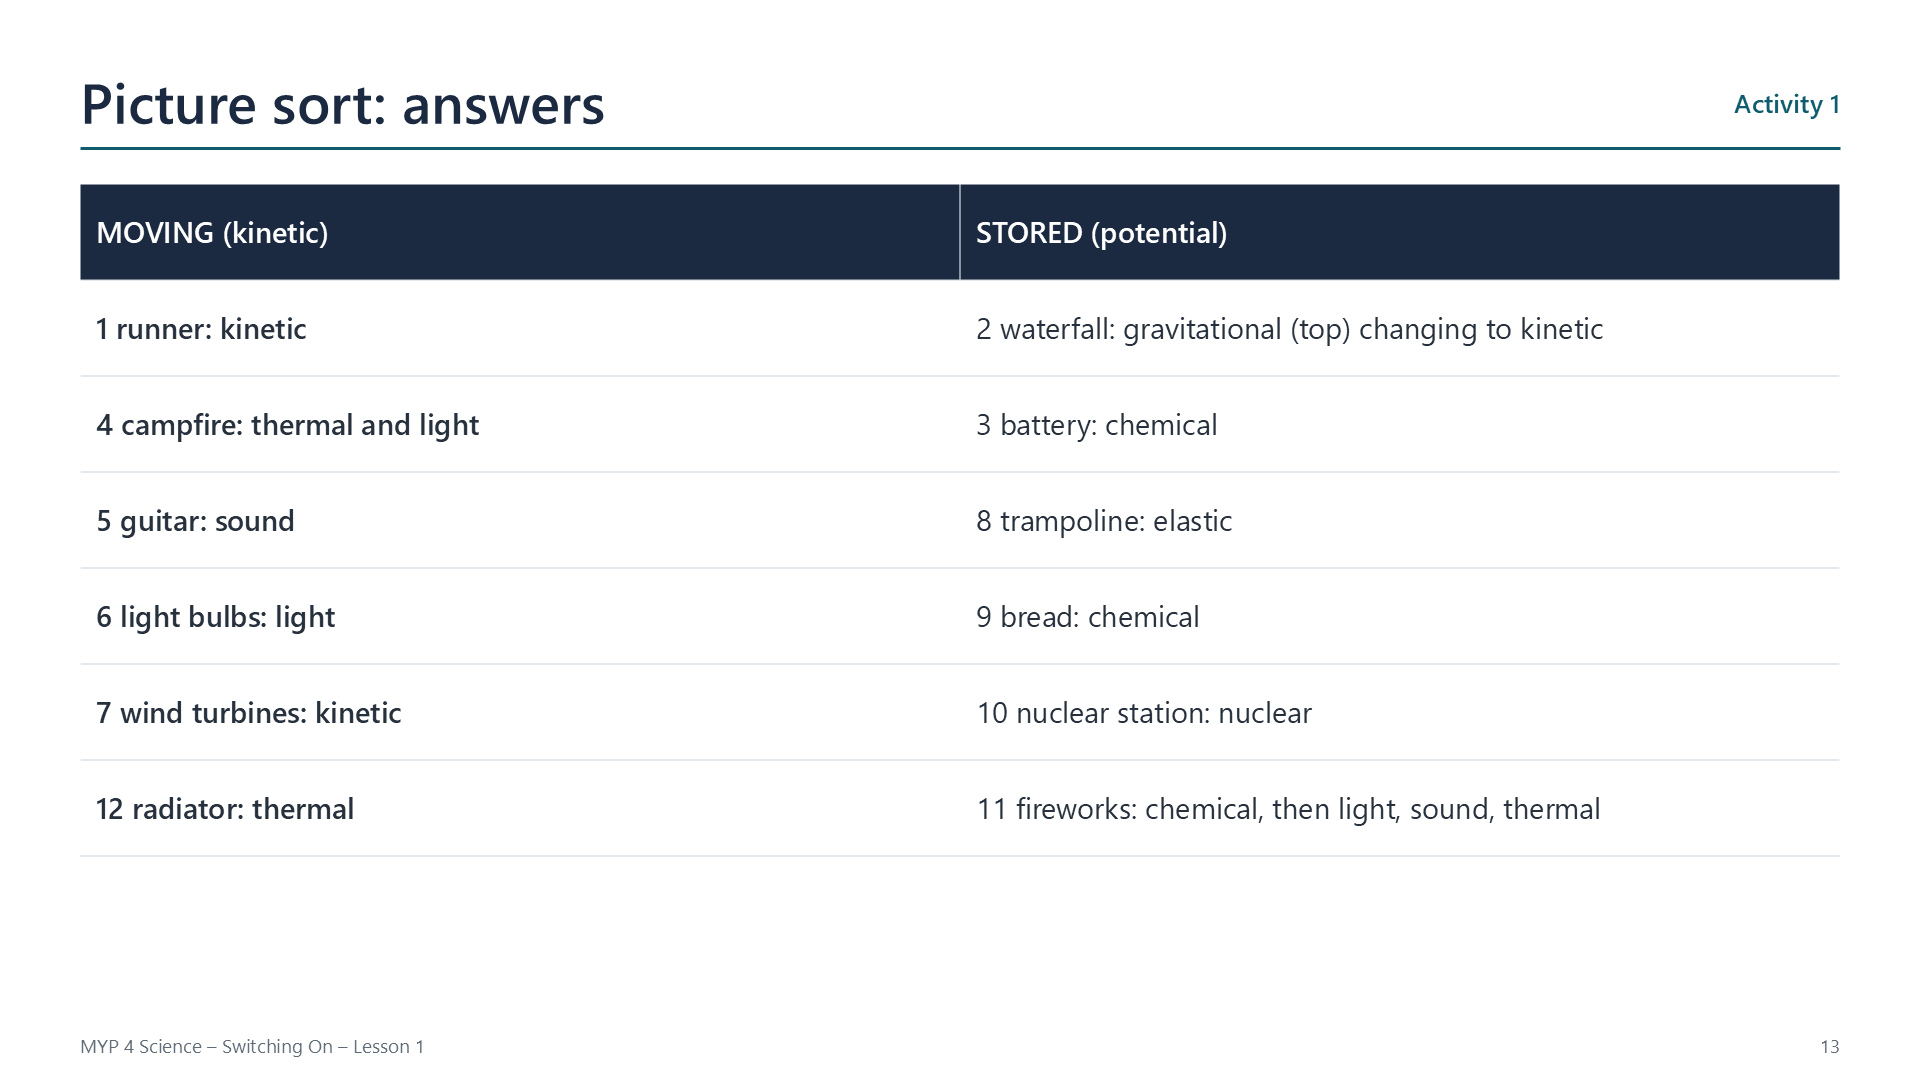 Picture sort: answers
Activity 1
MOVING (kinetic)
STORED (potential)
1 runner: kinetic
2 waterfall: gravitational (top) changing to kinetic
4 campfire: thermal and light
3 battery: chemical
5 guitar: sound
8 trampoline: elastic
6 light bulbs: light
9 bread: chemical
7 wind turbines: kinetic
10 nuclear station: nuclear
12 radiator: thermal
11 fireworks: chemical, then light, sound, thermal
MYP 4 Science – Switching On – Lesson 1
13